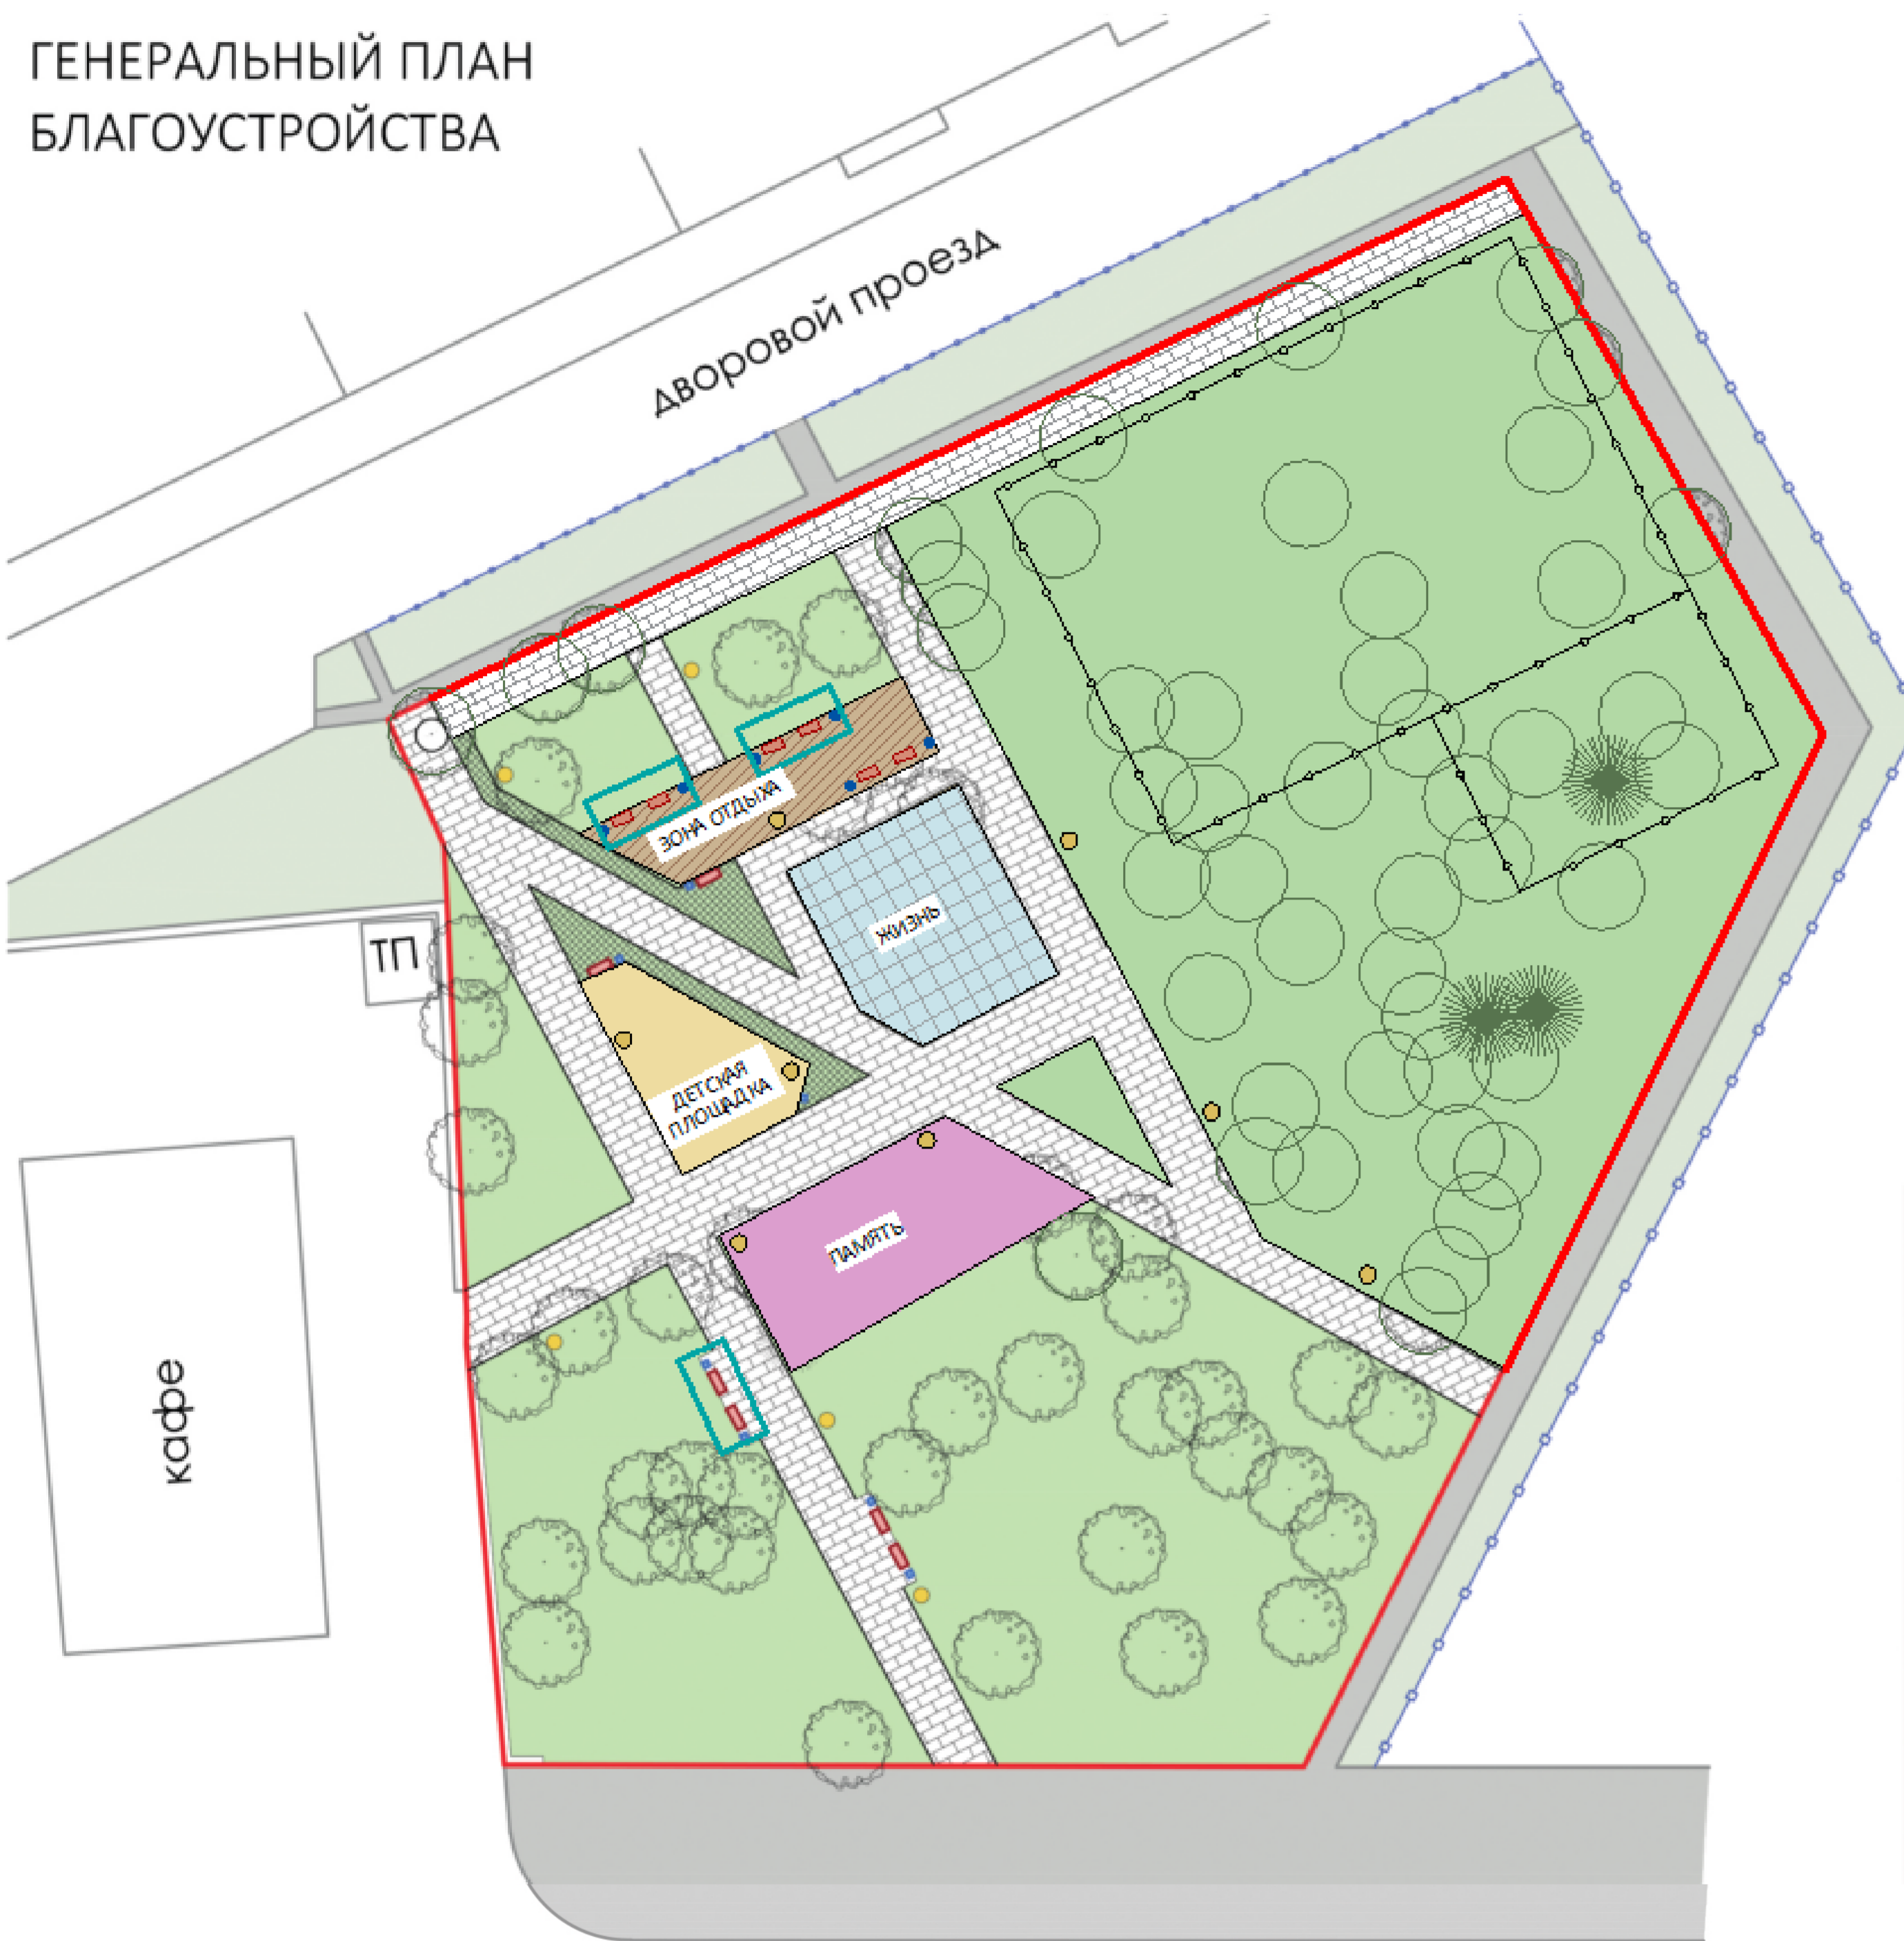 ГЕНЕРАЛЬНЫЙ ПЛАН
БЛАГОУСТРОЙСТВА
дворовой проезд
ЗОНА ОТДЫХА
ЖИЗНЬ
ТП
ДЕТСКАЯ
ПЛОЩАДКА
ПАМЯТЬ
кафе